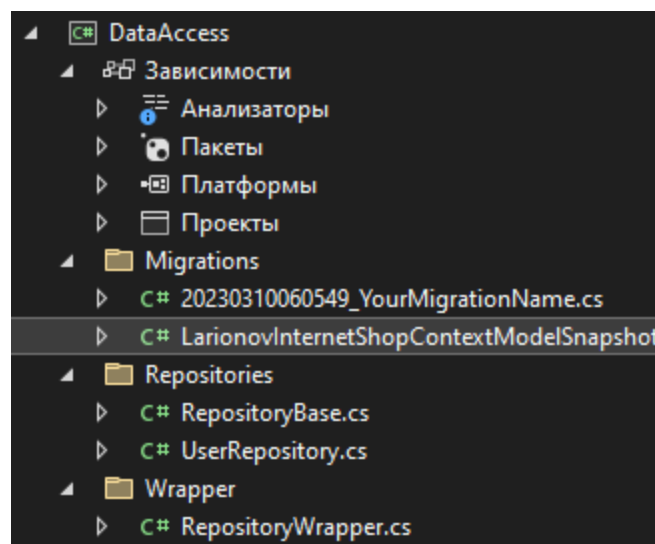 C# DataAccess
Зависимости
Анализаторы
Пакеты
Платформы
Проекты
Migrations
C# 20230310060549_YourMigrationName.cs
C# LarionovInternetShopContextModelSnapshot
Repositories
C# RepositoryBase.cs
C# UserRepository.cs
Wrapper
C# RepositoryWrapper.cs